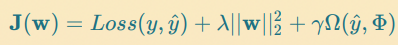 J(w) = Loss(y, ŷ) + λ||w||₂² + γΩ(ŷ, Φ)